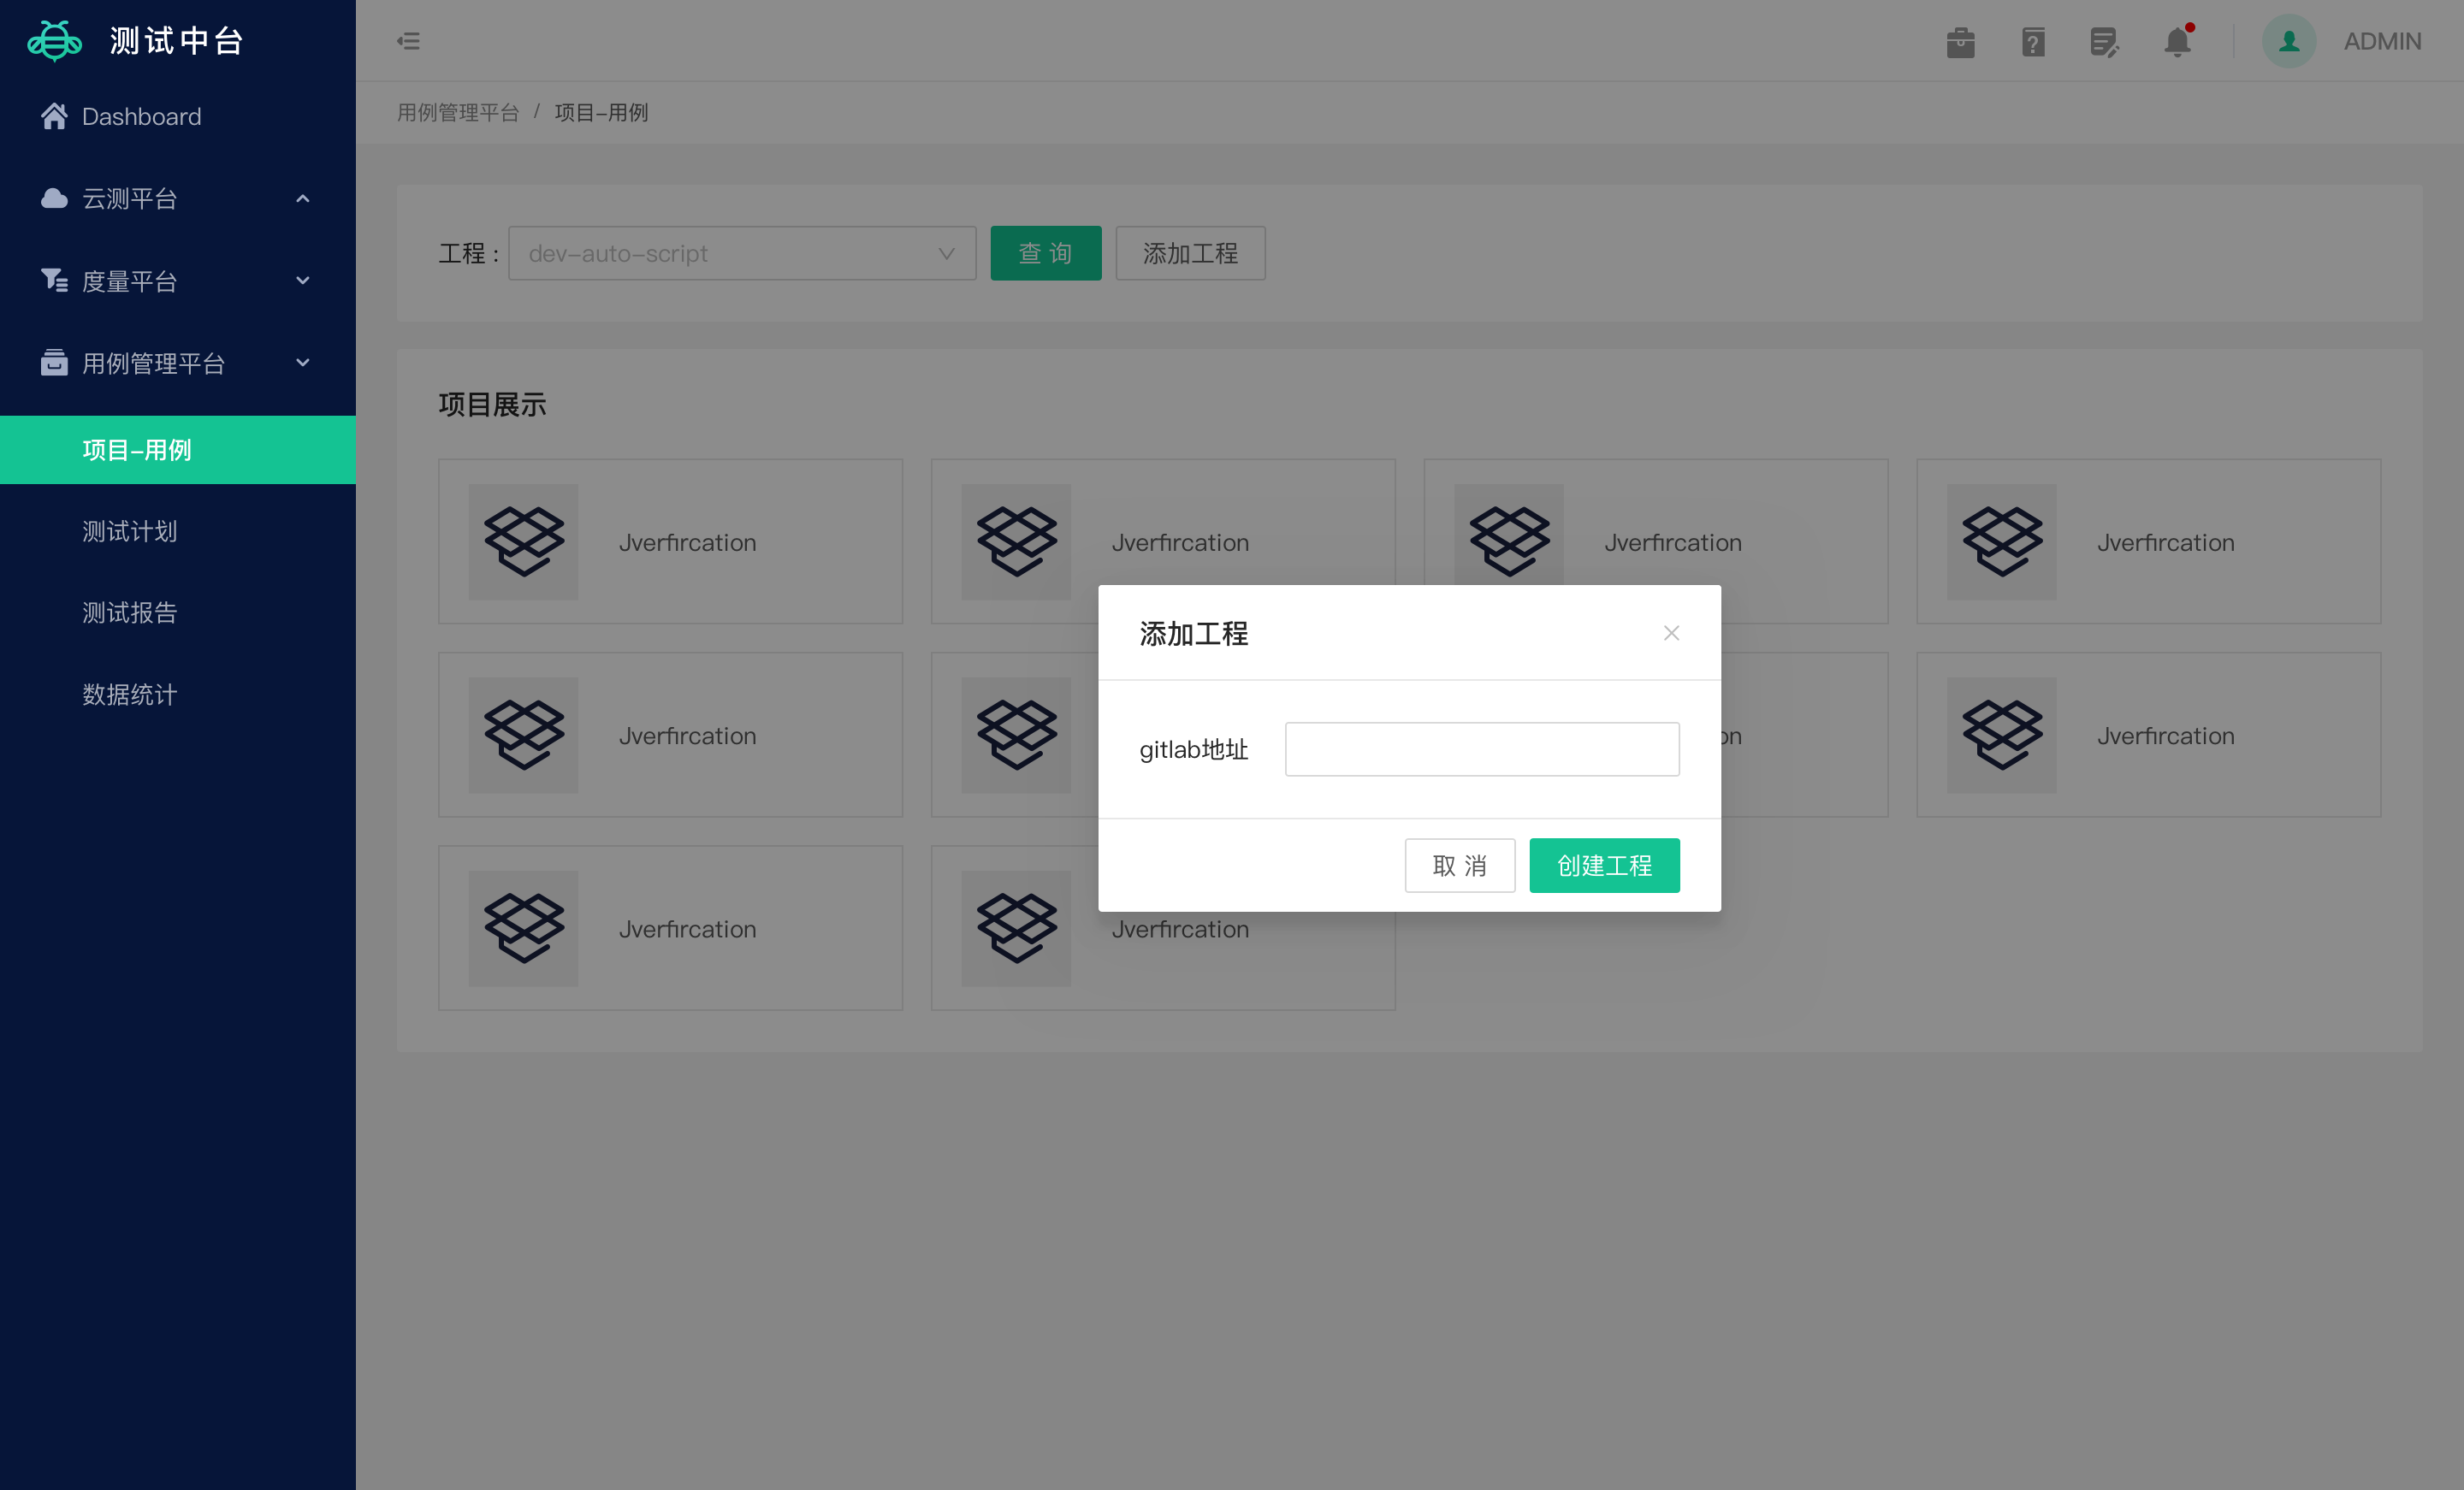 测试中台
Dashboard
云测平台
度量平台
用例管理平台
项目-用例
测试计划
测试报告
数据统计
ADMIN
用例管理平台 / 项目-用例
工程：
dev-auto-script
查 询
添加工程
项目展示
Jverfircation
Jverfircation
Jverfircation
Jverfircation
Jverfircation
on
Jverfircation
Jverfircation
Jverfircation
添加工程
gitlab地址
取 消
创建工程